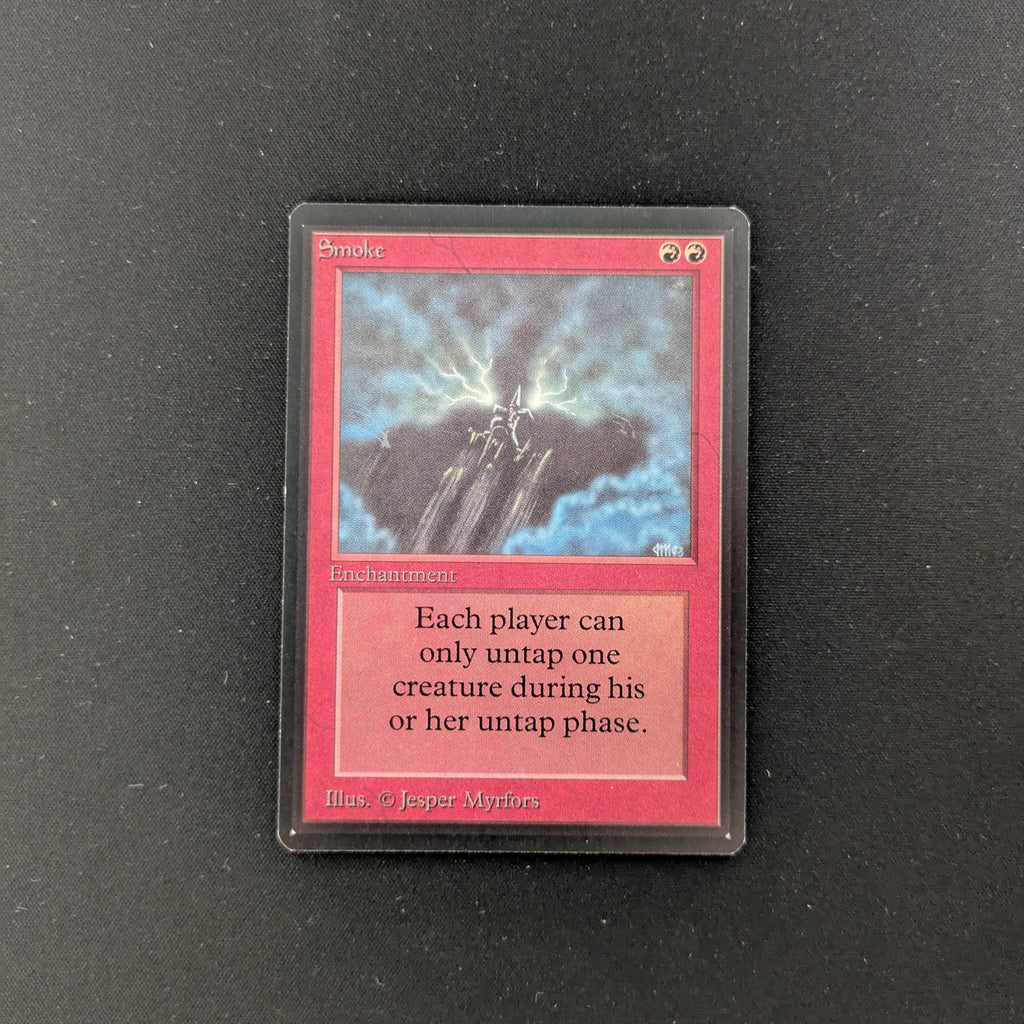 Smoke
Enchantment
Each player can
only untap one
creature during his
or her untap phase.
Illus. © Jesper Myrfors